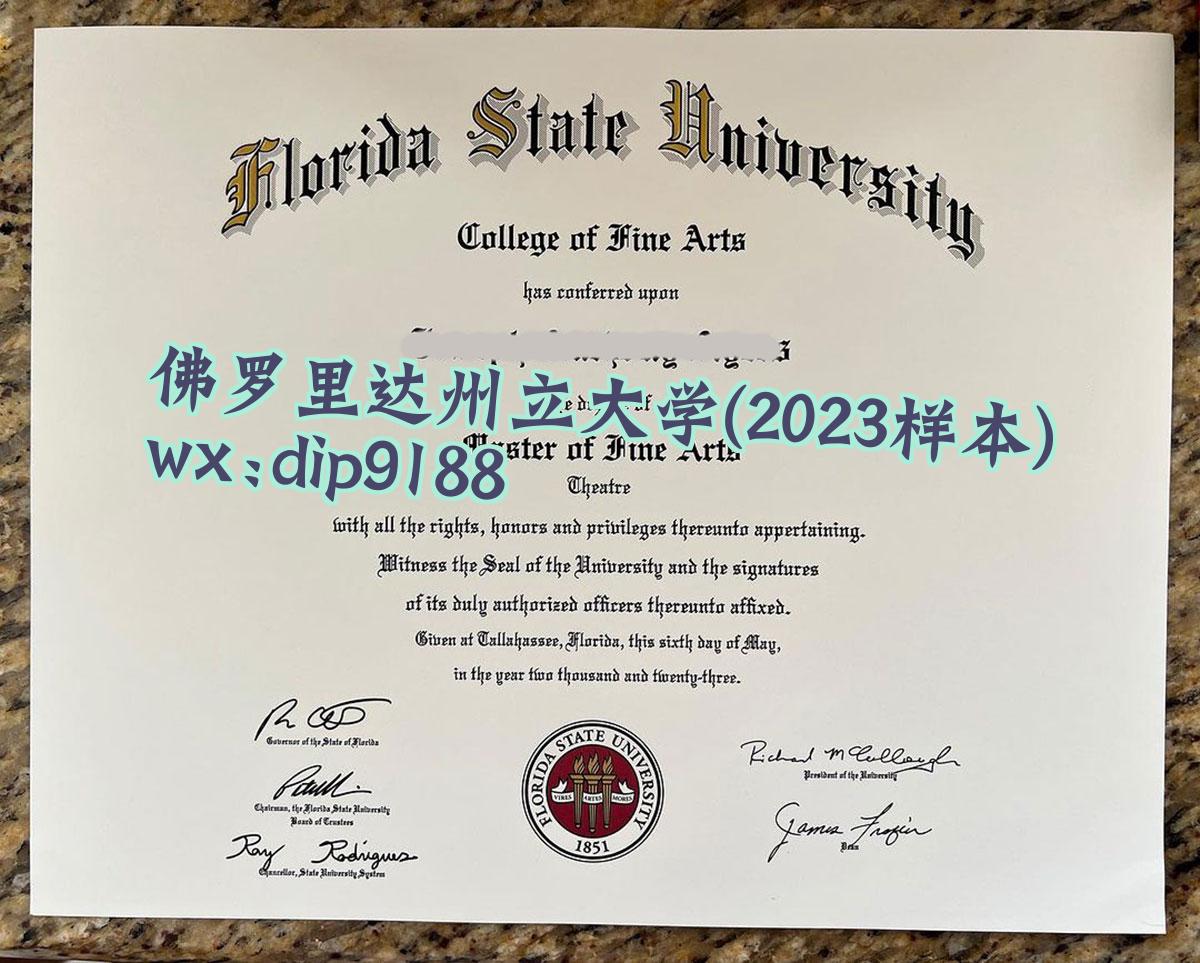 Florida State University
College of Fine Arts
has conferred upon
佛罗里达州立大学(2023样本)
of
wx:dip9188
Master of Fine Arts
Theatre
with all the rights, honors and privileges thereunto appertaining.
Witness the Seal of the University and the signatures
of its duly authorized officers thereunto affixed.
Given at Tallahassee, Florida, this sixth day of May,
in the year two thousand and twenty-three.
Governor of the State of Florida
Chairman, the Florida State University
Board of Trustees
Ray Rodrigues
Chancellor, State University System
FLORIDA STATE UNIVERSITY
VIRES ARTES MORES
1851
Richard McCullough
President of the University
James Frazier
Dean